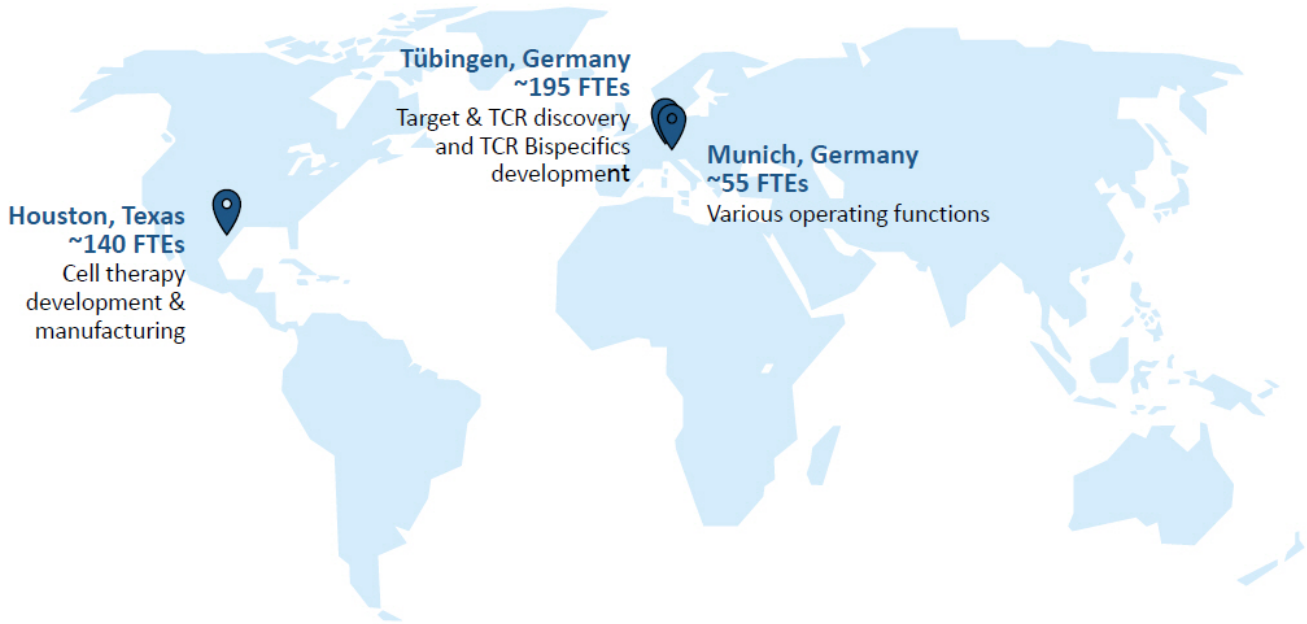 Tübingen, Germany
~195 FTEs
Target & TCR discovery
and TCR Bispecifics
development
Munich, Germany
~55 FTEs
Various operating functions
Houston, Texas
~140 FTEs
Cell therapy
development &
manufacturing